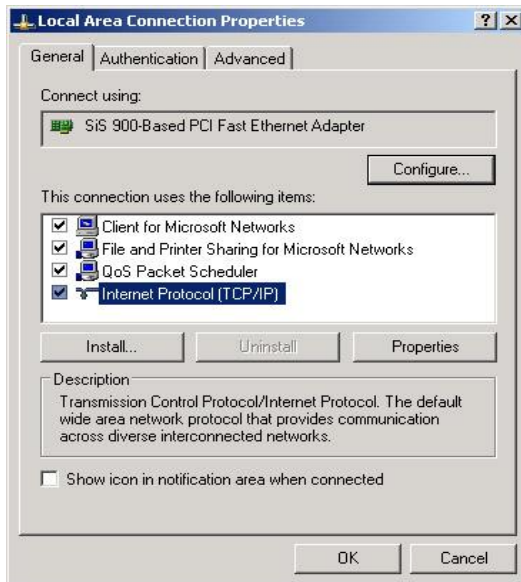 Local Area Connection Properties
General
Authentication
Advanced
Connect using:
SiS 900-Based PCI Fast Ethernet Adapter
Configure...
This connection uses the following items:
Client for Microsoft Networks
File and Printer Sharing for Microsoft Networks
QoS Packet Scheduler
Internet Protocol (TCP/IP)
Install...
Uninstall
Properties
Description
Transmission Control Protocol/Internet Protocol. The default
wide area network protocol that provides communication
across diverse interconnected networks.
Show icon in notification area when connected
OK
Cancel